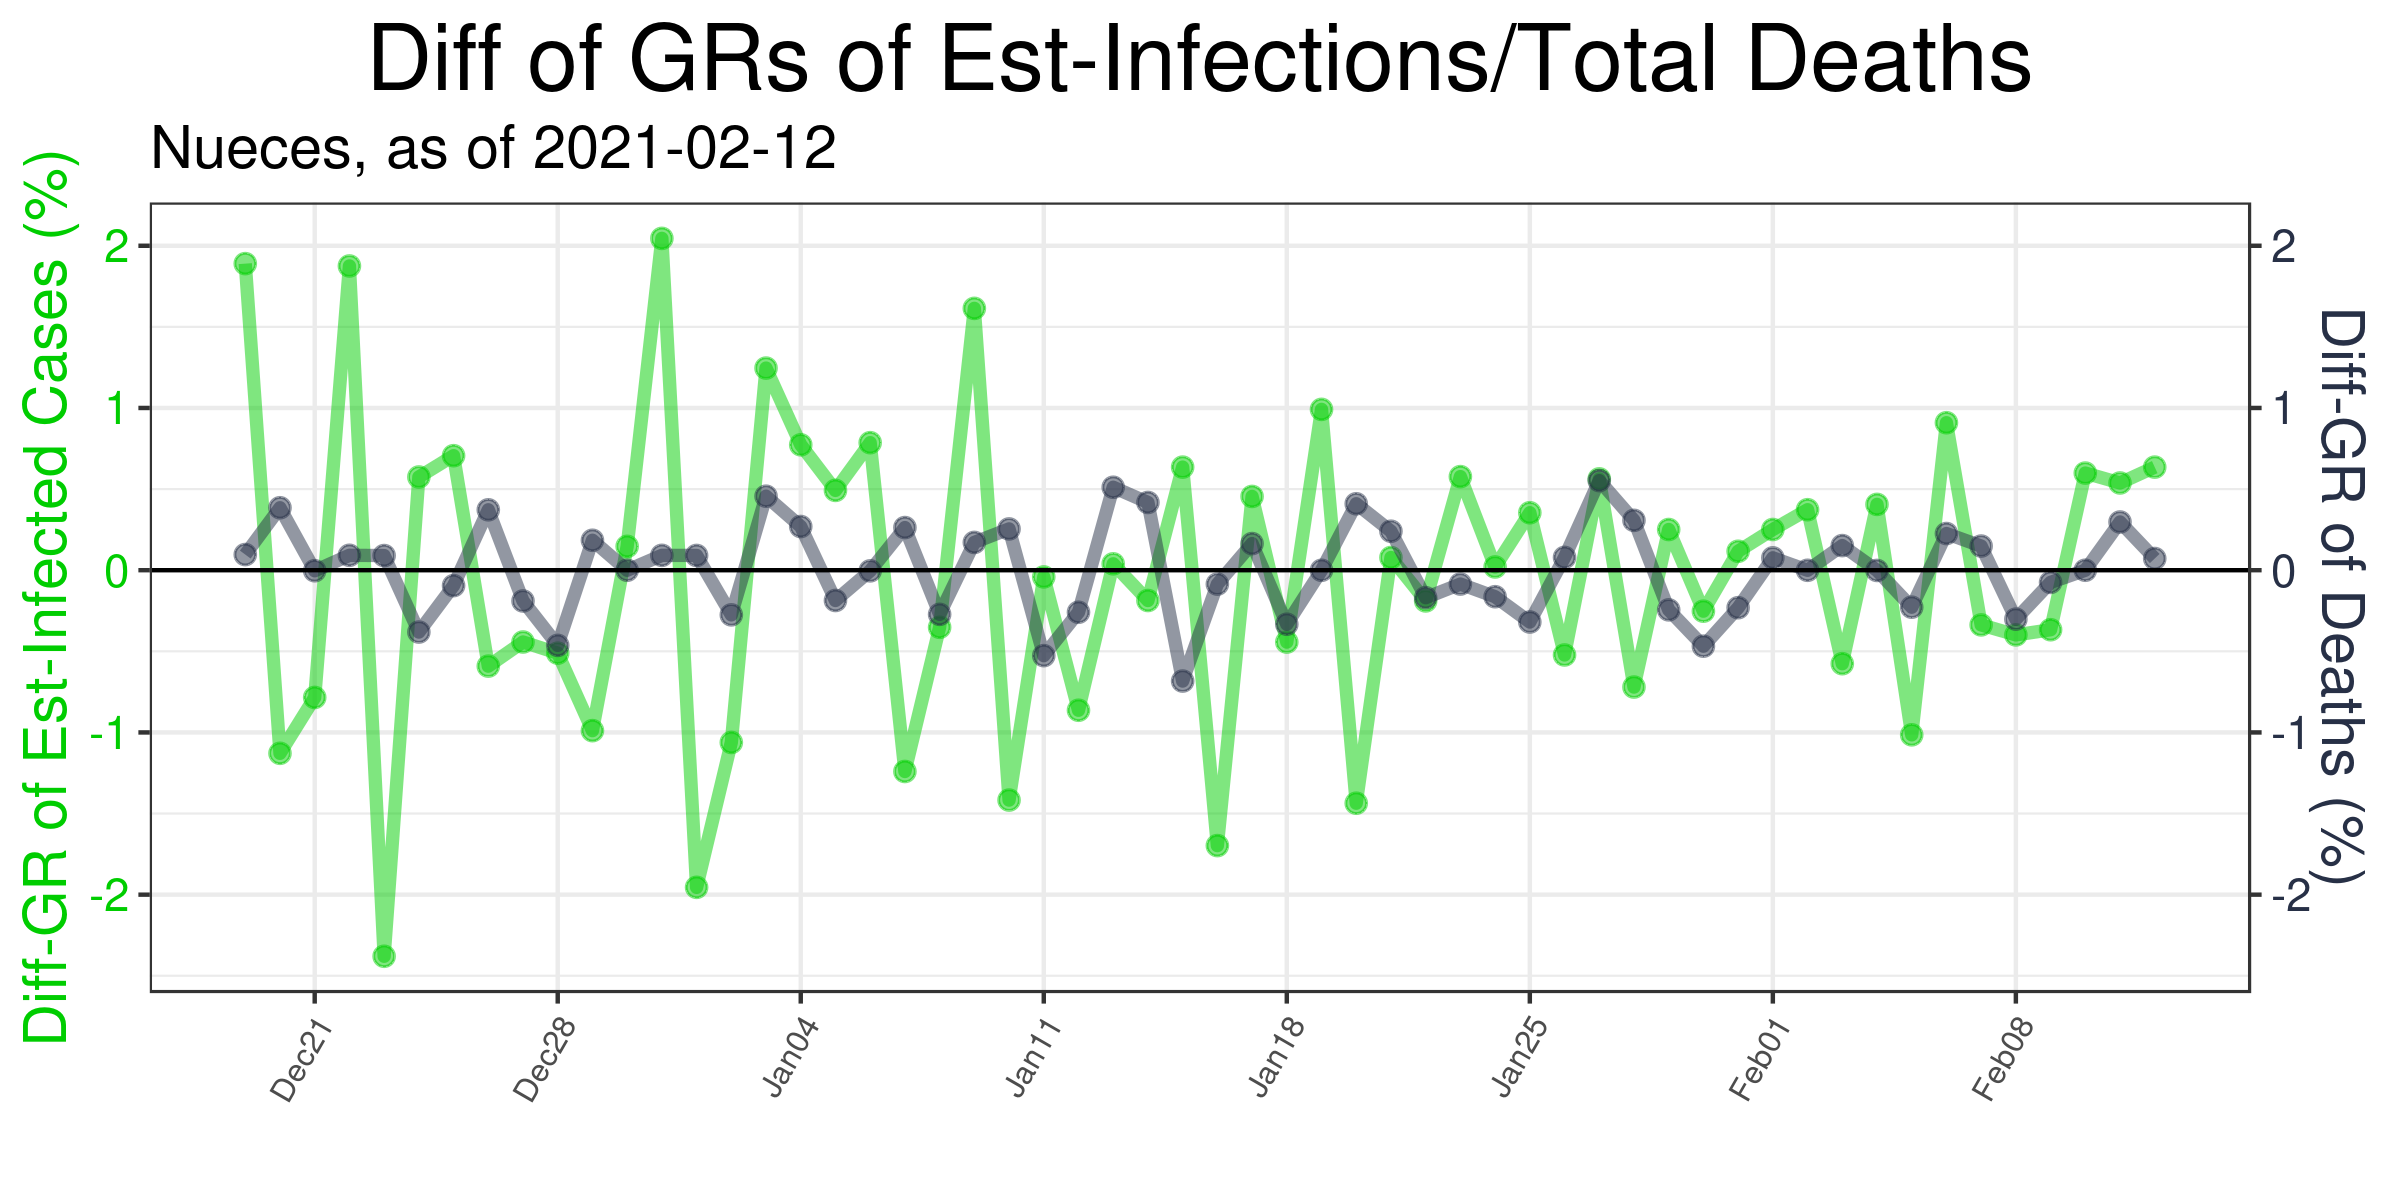 Diff of GRs of Est-Infections/Total Deaths
Nueces, as of 2021-02-12
Diff-GR of Est-Infected Cases (%)
2
1
0
-1
-2
2
1
0
-1
-2
Diff-GR of Deaths (%)
Dec21
Dec28
Jan04
Jan11
Jan18
Jan25
Feb01
Feb08